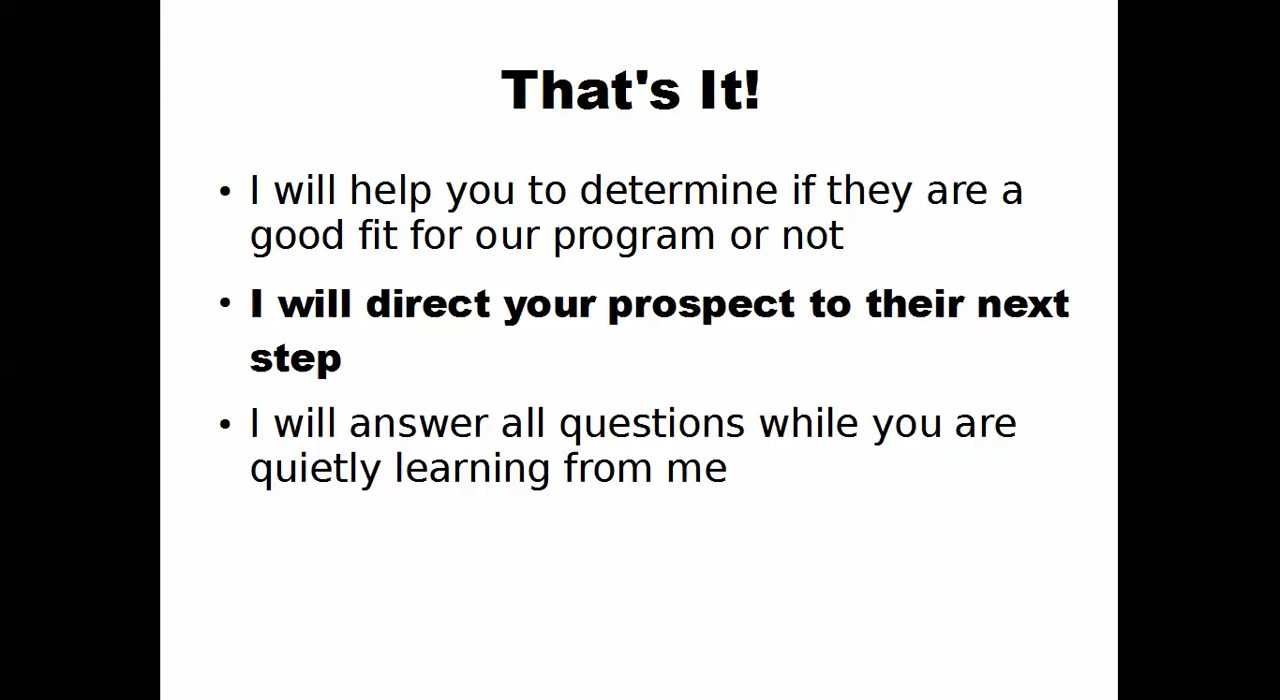 That's It!
• I will help you to determine if they are a
good fit for our program or not
• I will direct your prospect to their next
step
• I will answer all questions while you are
quietly learning from me